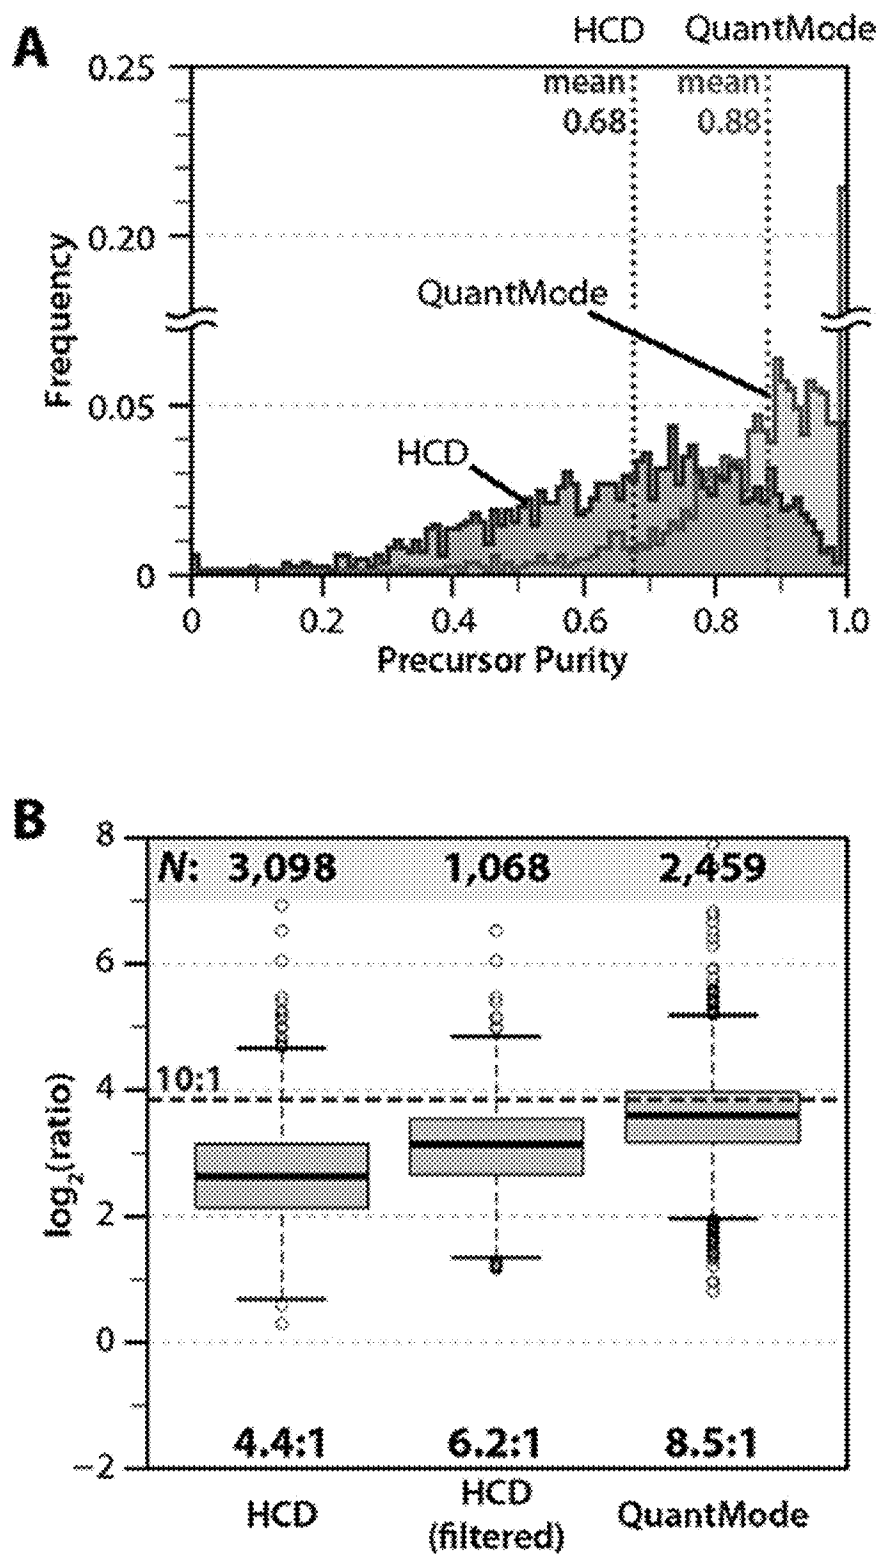 A
HCD QuantMode
mean 0.68
mean 0.88
0.25
0.20
0.05
0
Frequency
QuantMode
HCD
0 0.2 0.4 0.6 0.8 1.0
Precursor Purity
B
N: 3,098 1,068 2,459
8
6
4
2
0
−2
log2(ratio)
10:1
4.4:1 6.2:1 8.5:1
HCD
HCD
(filtered)
QuantMode